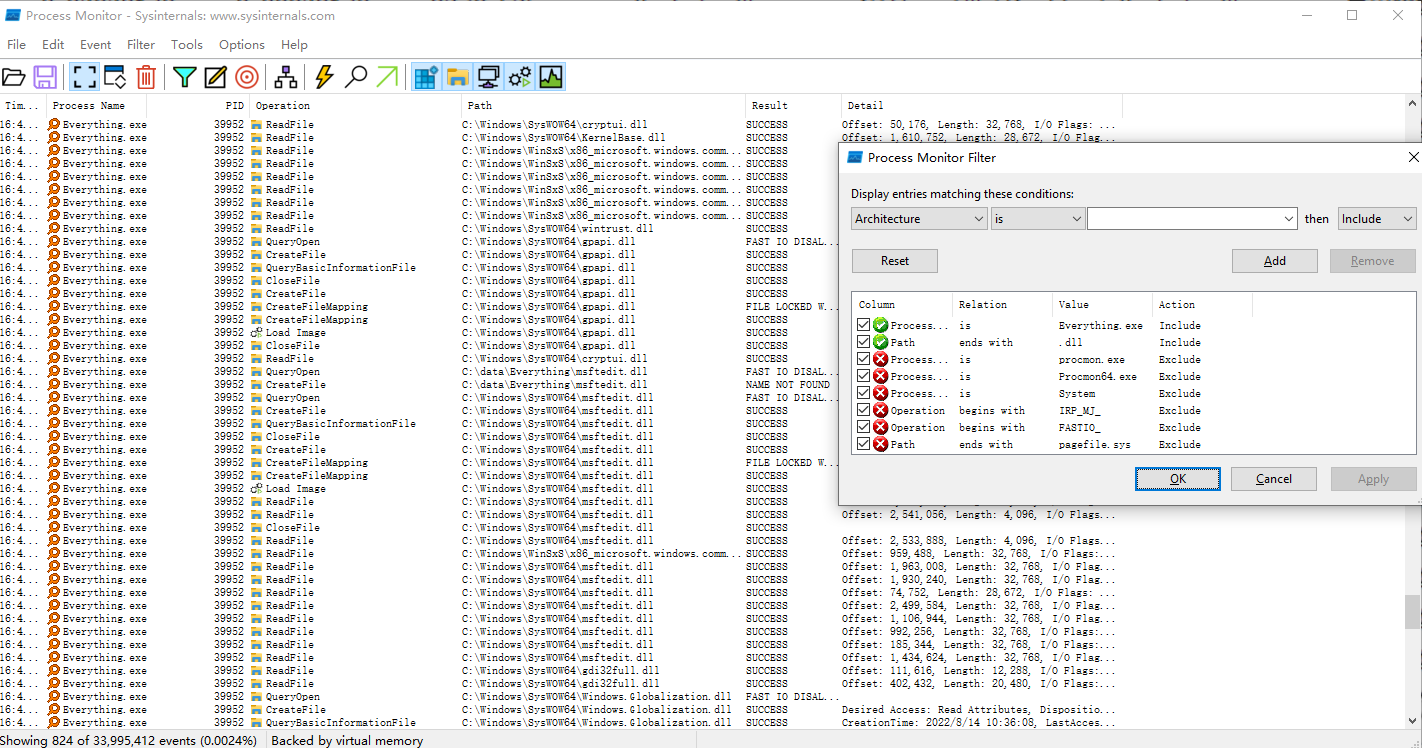 Process Monitor - Sysinternals: www.sysinternals.com
File Edit Event Filter Tools Options Help
Tim... Process Name PID Operation Path Result Detail
16:4... Everything.exe 39952 ReadFile C:\Windows\SysWOW64\cryptui.dll SUCCESS Offset: 50,176, Length: 32,768, I/O Flags: ...
16:4... Everything.exe 39952 ReadFile C:\Windows\SysWOW64\KernelBase.dll SUCCESS Offset: 1,610,752, Length: 28,672, I/O Flag...
16:4... Everything.exe 39952 ReadFile C:\Windows\WinSxS\x86_microsoft.windows.comm... SUCCESS
16:4... Everything.exe 39952 ReadFile C:\Windows\WinSxS\x86_microsoft.windows.comm... SUCCESS
16:4... Everything.exe 39952 ReadFile C:\Windows\WinSxS\x86_microsoft.windows.comm... SUCCESS
16:4... Everything.exe 39952 ReadFile C:\Windows\WinSxS\x86_microsoft.windows.comm... SUCCESS
16:4... Everything.exe 39952 ReadFile C:\Windows\WinSxS\x86_microsoft.windows.comm... SUCCESS
16:4... Everything.exe 39952 ReadFile C:\Windows\WinSxS\x86_microsoft.windows.comm... SUCCESS
16:4... Everything.exe 39952 ReadFile C:\Windows\SysWOW64\wintrust.dll SUCCESS
16:4... Everything.exe 39952 QueryOpen C:\Windows\SysWOW64\gpapi.dll FAST IO DISAL...
16:4... Everything.exe 39952 CreateFile C:\Windows\SysWOW64\gpapi.dll SUCCESS
16:4... Everything.exe 39952 QueryBasicInformationFile C:\Windows\SysWOW64\gpapi.dll SUCCESS
16:4... Everything.exe 39952 CloseFile C:\Windows\SysWOW64\gpapi.dll SUCCESS
16:4... Everything.exe 39952 CreateFile C:\Windows\SysWOW64\gpapi.dll SUCCESS
16:4... Everything.exe 39952 CreateFileMapping C:\Windows\SysWOW64\gpapi.dll FILE LOCKED W...
16:4... Everything.exe 39952 CreateFileMapping C:\Windows\SysWOW64\gpapi.dll SUCCESS
16:4... Everything.exe 39952 Load Image C:\Windows\SysWOW64\gpapi.dll SUCCESS
16:4... Everything.exe 39952 CloseFile C:\Windows\SysWOW64\gpapi.dll SUCCESS
16:4... Everything.exe 39952 ReadFile C:\Windows\SysWOW64\cryptui.dll SUCCESS
16:4... Everything.exe 39952 QueryOpen C:\data\Everything\msftedit.dll FAST IO DISAL...
16:4... Everything.exe 39952 CreateFile C:\data\Everything\msftedit.dll NAME NOT FOUND
16:4... Everything.exe 39952 QueryOpen C:\Windows\SysWOW64\msftedit.dll FAST IO DISAL...
16:4... Everything.exe 39952 CreateFile C:\Windows\SysWOW64\msftedit.dll SUCCESS
16:4... Everything.exe 39952 QueryBasicInformationFile C:\Windows\SysWOW64\msftedit.dll SUCCESS
16:4... Everything.exe 39952 CloseFile C:\Windows\SysWOW64\msftedit.dll SUCCESS
16:4... Everything.exe 39952 CreateFile C:\Windows\SysWOW64\msftedit.dll SUCCESS
16:4... Everything.exe 39952 CreateFileMapping C:\Windows\SysWOW64\msftedit.dll FILE LOCKED W...
16:4... Everything.exe 39952 CreateFileMapping C:\Windows\SysWOW64\msftedit.dll SUCCESS
16:4... Everything.exe 39952 Load Image C:\Windows\SysWOW64\msftedit.dll SUCCESS
16:4... Everything.exe 39952 ReadFile C:\Windows\SysWOW64\msftedit.dll SUCCESS
16:4... Everything.exe 39952 ReadFile C:\Windows\SysWOW64\msftedit.dll SUCCESS Offset: 2,541,056, Length: 4,096, I/O Flags...
16:4... Everything.exe 39952 CloseFile C:\Windows\SysWOW64\msftedit.dll SUCCESS
16:4... Everything.exe 39952 ReadFile C:\Windows\SysWOW64\msftedit.dll SUCCESS Offset: 2,533,888, Length: 4,096, I/O Flags...
16:4... Everything.exe 39952 ReadFile C:\Windows\WinSxS\x86_microsoft.windows.comm... SUCCESS Offset: 959,488, Length: 32,768, I/O Flags:...
16:4... Everything.exe 39952 ReadFile C:\Windows\SysWOW64\msftedit.dll SUCCESS Offset: 1,963,008, Length: 32,768, I/O Flag...
16:4... Everything.exe 39952 ReadFile C:\Windows\SysWOW64\msftedit.dll SUCCESS Offset: 1,930,240, Length: 32,768, I/O Flag...
16:4... Everything.exe 39952 ReadFile C:\Windows\SysWOW64\msftedit.dll SUCCESS Offset: 74,752, Length: 28,672, I/O Flags: ...
16:4... Everything.exe 39952 ReadFile C:\Windows\SysWOW64\msftedit.dll SUCCESS Offset: 2,499,584, Length: 32,768, I/O Flag...
16:4... Everything.exe 39952 ReadFile C:\Windows\SysWOW64\msftedit.dll SUCCESS Offset: 1,106,944, Length: 32,768, I/O Flag...
16:4... Everything.exe 39952 ReadFile C:\Windows\SysWOW64\msftedit.dll SUCCESS Offset: 992,256, Length: 32,768, I/O Flags:...
16:4... Everything.exe 39952 ReadFile C:\Windows\SysWOW64\msftedit.dll SUCCESS Offset: 185,344, Length: 32,768, I/O Flags:...
16:4... Everything.exe 39952 ReadFile C:\Windows\SysWOW64\msftedit.dll SUCCESS Offset: 1,434,624, Length: 32,768, I/O Flag...
16:4... Everything.exe 39952 ReadFile C:\Windows\SysWOW64\gdi32full.dll SUCCESS Offset: 111,616, Length: 12,288, I/O Flags:...
16:4... Everything.exe 39952 ReadFile C:\Windows\SysWOW64\gdi32full.dll SUCCESS Offset: 402,432, Length: 20,480, I/O Flags:...
16:4... Everything.exe 39952 QueryOpen C:\Windows\SysWOW64\Windows.Globalization.dll FAST IO DISAL...
16:4... Everything.exe 39952 CreateFile C:\Windows\SysWOW64\Windows.Globalization.dll SUCCESS Desired Access: Read Attributes, Dispositio...
16:4... Everything.exe 39952 QueryBasicInformationFile C:\Windows\SysWOW64\Windows.Globalization.dll SUCCESS CreationTime: 2022/8/14 10:36:08, LastAcces...
Showing 824 of 33,995,412 events (0.0024%) Backed by virtual memory
Process Monitor Filter
Display entries matching these conditions:
Architecture is then Include
Reset Add Remove
Column Relation Value Action
Process... is Everything.exe Include
Path ends with .dll Include
Process... is procmon.exe Exclude
Process... is Procmon64.exe Exclude
Process... is System Exclude
Operation begins with IRP_MJ_ Exclude
Operation begins with FASTIO_ Exclude
Path ends with pagefile.sys Exclude
OK Cancel Apply